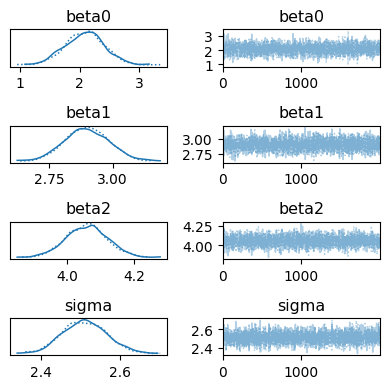 beta0 beta0
3
2
1
1 2 3 0 1000
beta1 beta1
3.00
2.75
2.75 3.00 0 1000
beta2 beta2
4.25
4.00
4.0 4.2 0 1000
sigma sigma
2.6
2.4
2.4 2.6 0 1000